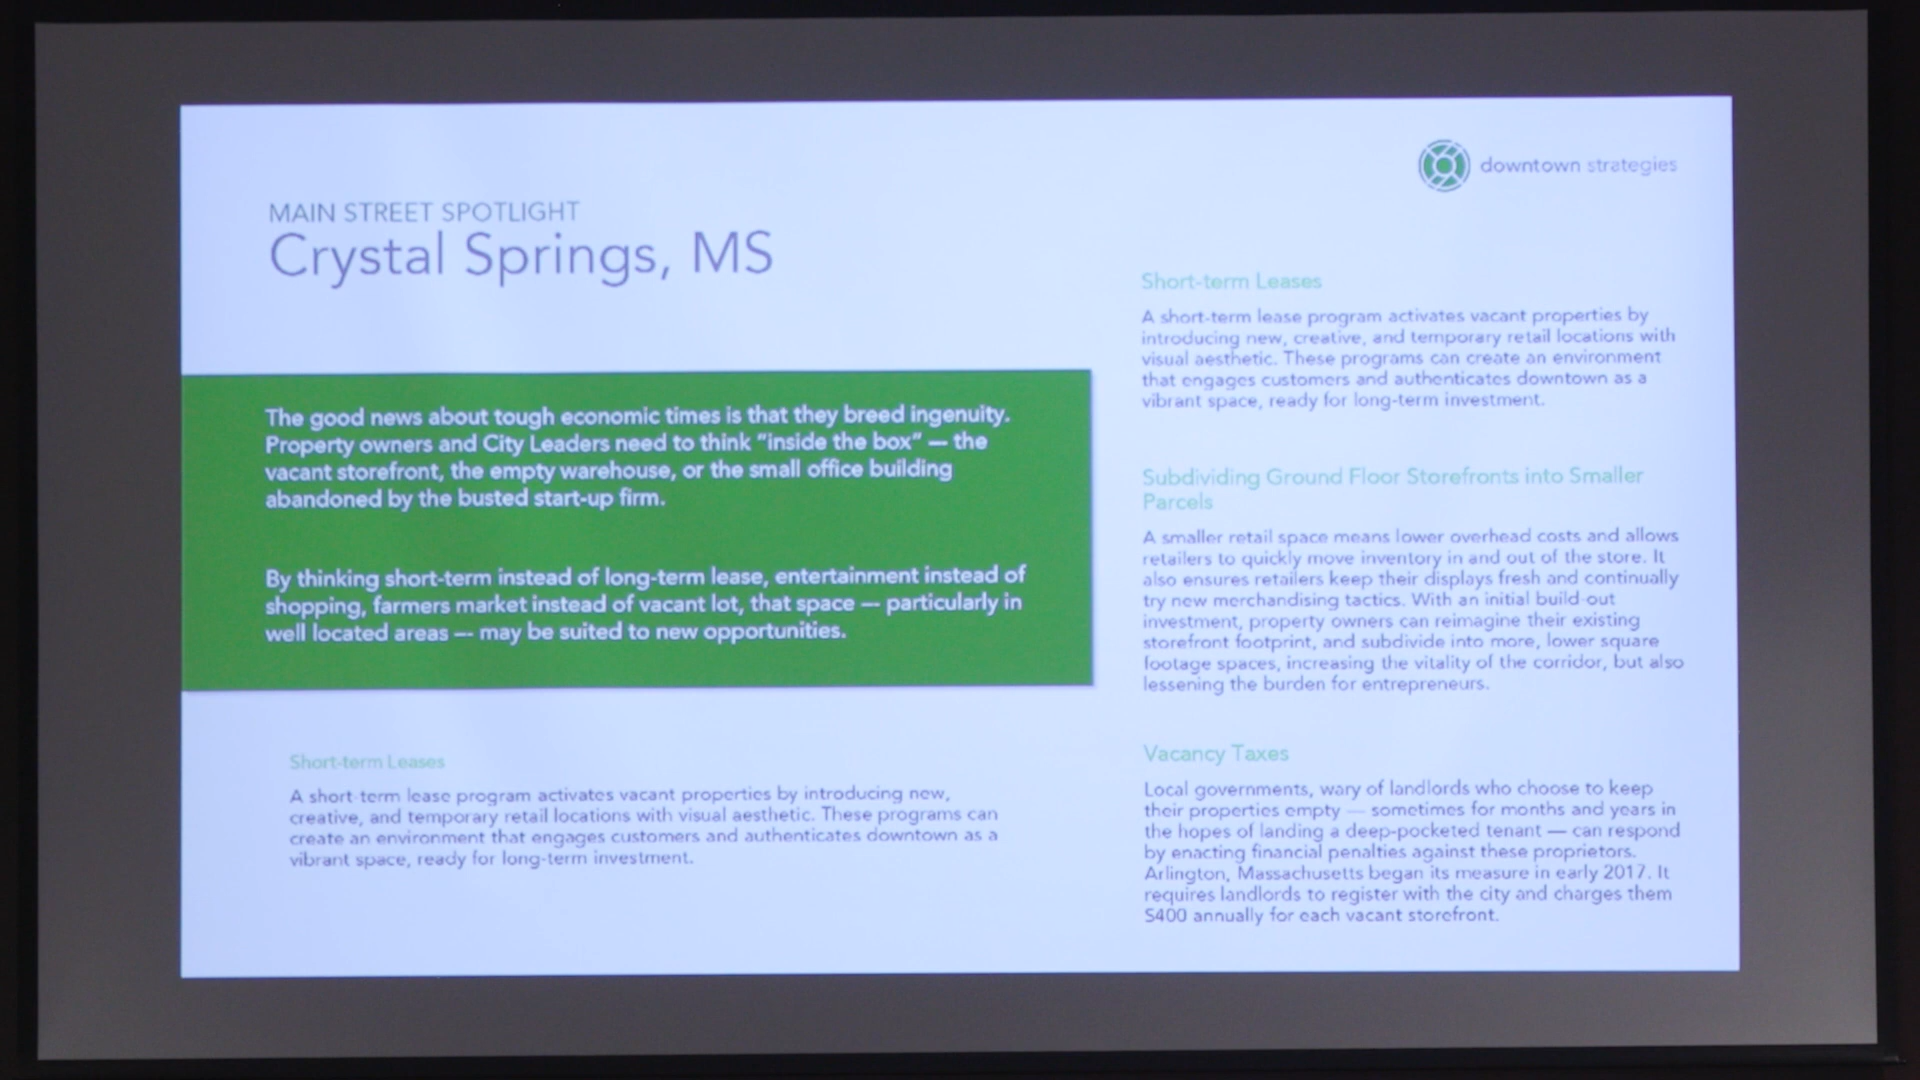 downtown strategies
MAIN STREET SPOTLIGHT
Crystal Springs, MS
The good news about tough economic times is that they breed ingenuity.
Property owners and City Leaders need to think “inside the box” — the
vacant storefront, the empty warehouse, or the small office building
abandoned by the busted start-up firm.
By thinking short-term instead of long-term lease, entertainment instead of
shopping, farmers market instead of vacant lot, that space — particularly in
well located areas — may be suited to new opportunities.
Short-term Leases
A short-term lease program activates vacant properties by introducing new,
creative, and temporary retail locations with visual aesthetic. These programs can
create an environment that engages customers and authenticates downtown as a
vibrant space, ready for long-term investment.
Short-term Leases
A short-term lease program activates vacant properties by
introducing new, creative, and temporary retail locations with
visual aesthetic. These programs can create an environment
that engages customers and authenticates downtown as a
vibrant space, ready for long-term investment.
Subdividing Ground Floor Storefronts into Smaller
Parcels
A smaller retail space means lower overhead costs and allows
retailers to quickly move inventory in and out of the store. It
also ensures retailers keep their displays fresh and continually
try new merchandising tactics. With an initial build-out
investment, property owners can reimagine their existing
storefront footprint, and subdivide into more, lower square
footage spaces, increasing the vitality of the corridor, but also
lessening the burden for entrepreneurs.
Vacancy Taxes
Local governments, wary of landlords who choose to keep
their properties empty — sometimes for months and years in
the hopes of landing a deep-pocketed tenant — can respond
by enacting financial penalties against these proprietors.
Arlington, Massachusetts began its measure in early 2017. It
requires landlords to register with the city and charges them
$400 annually for each vacant storefront.